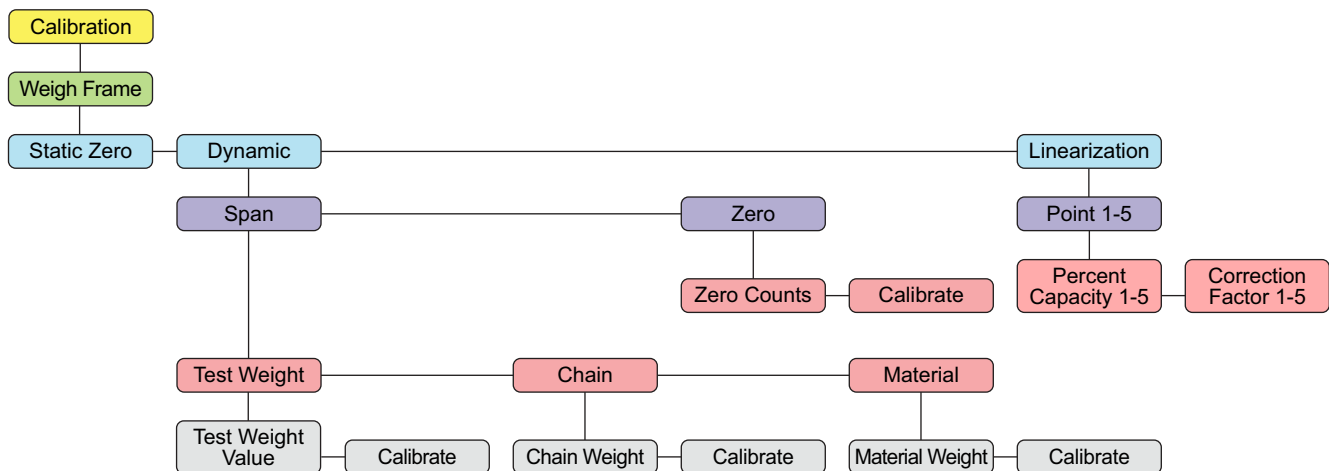 Calibration
Weigh Frame
Static Zero
Dynamic
Linearization
Span
Zero
Point 1-5
Zero Counts
Calibrate
Percent
Capacity 1-5
Correction
Factor 1-5
Test Weight
Chain
Material
Test Weight
Value
Calibrate
Chain Weight
Calibrate
Material Weight
Calibrate